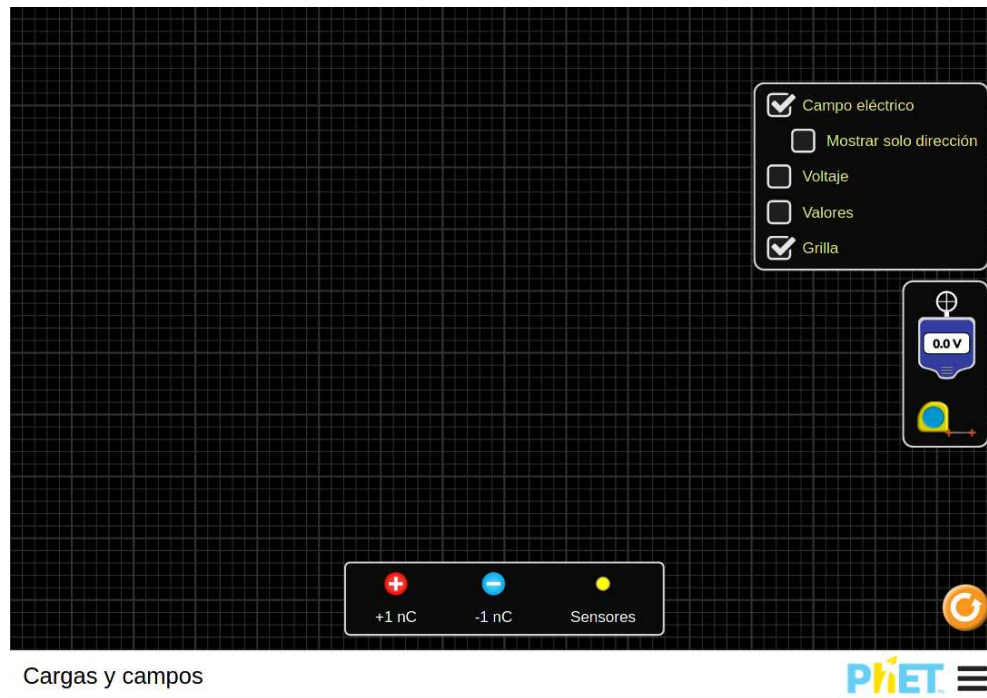 Campo eléctrico
Mostrar solo dirección
Voltaje
Valores
Grilla
0.0 V
+1 nC
-1 nC
Sensores
Cargas y campos
PhET